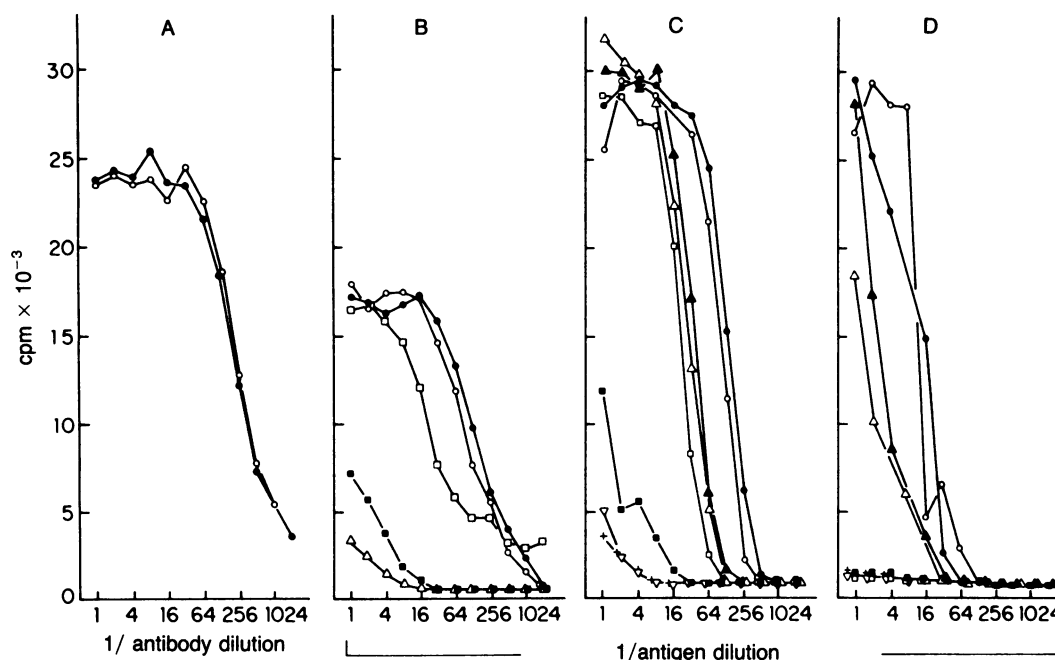 A
B
C
D
30
25
20
15
10
5
0
cpm × 10⁻³
1 4 16 64 256 1024
1 4 16 64 256 1024
1 4 16 64 256 1024
1 4 16 64 256 1024
1/ antibody dilution
1/antigen dilution